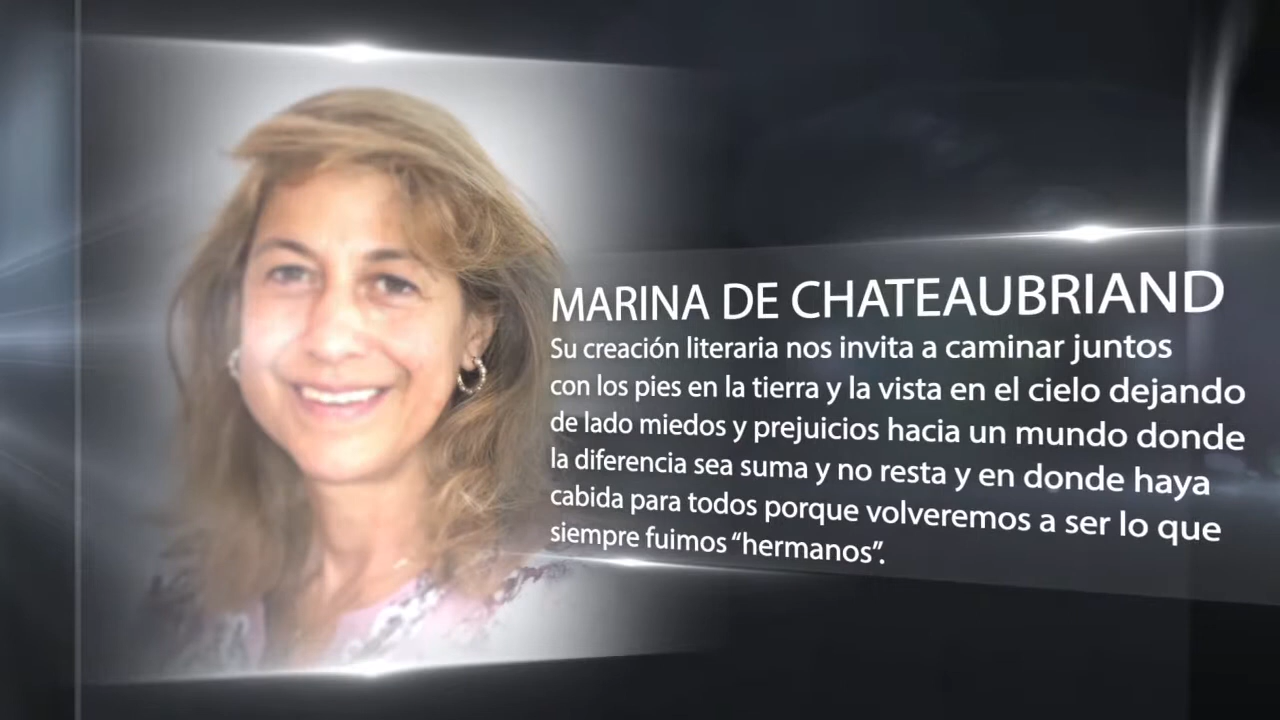 MARINA DE CHATEAUBRIAND
Su creación literaria nos invita a caminar juntos
con los pies en la tierra y la vista en el cielo dejando
de lado miedos y prejuicios hacia un mundo donde
la diferencia sea suma y no resta y en donde haya
cabida para todos porque volveremos a ser lo que
siempre fuimos “hermanos”.